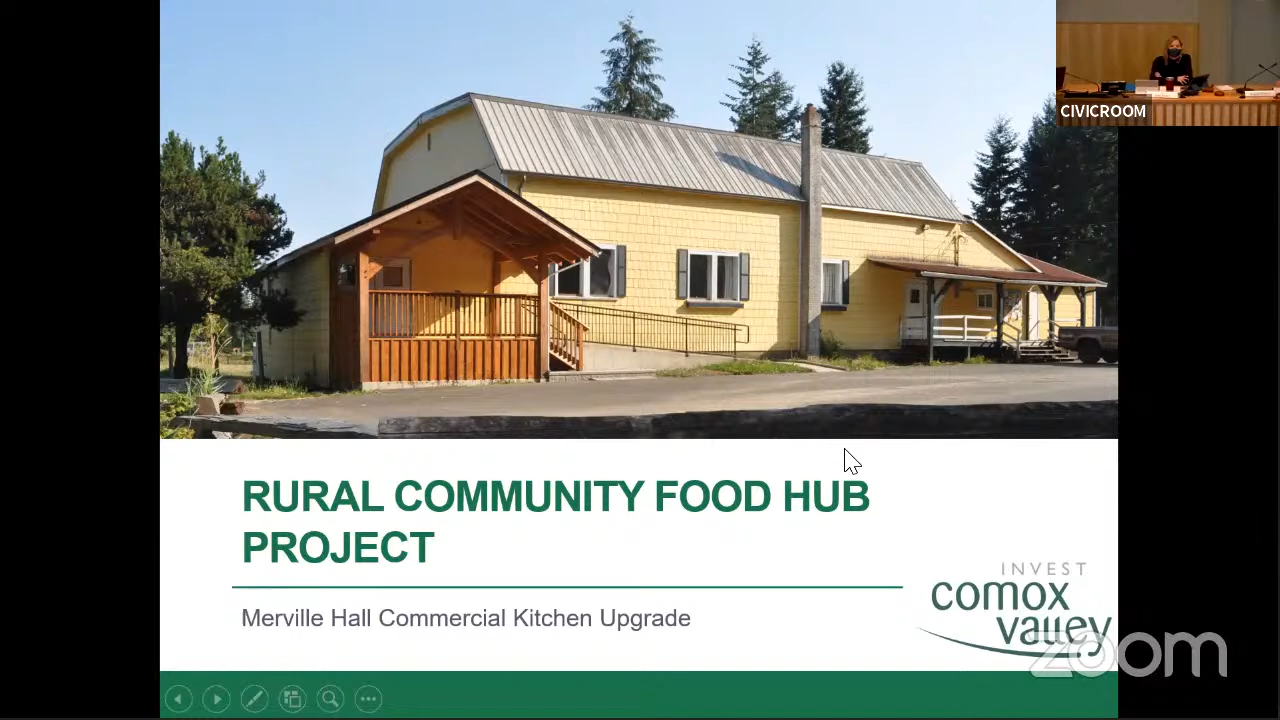 CIVICROOM
RURAL COMMUNITY FOOD HUB
PROJECT
Merville Hall Commercial Kitchen Upgrade
INVEST
comox
valley
zoom